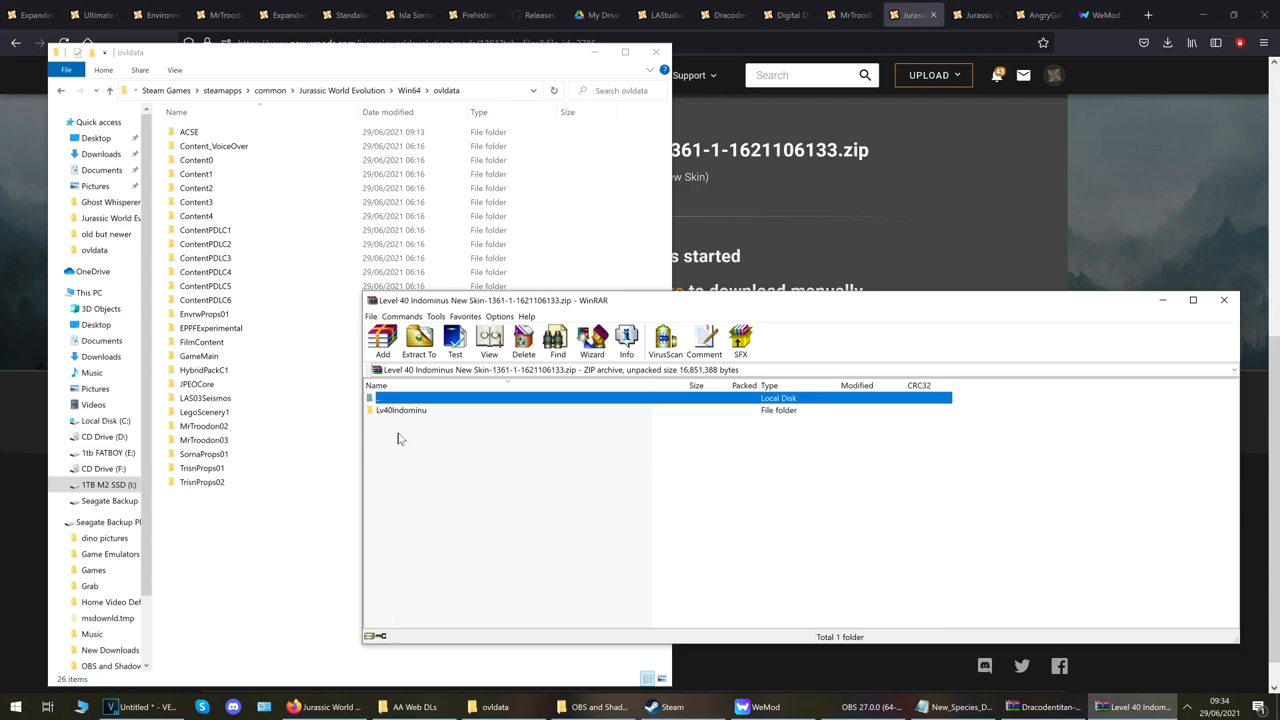 Jurassic World
Isla Sorn
Prehistori
Releases
My Drive
LAStudios
Dracoden
MrTroodo
Jurass
Jurassic W
AngryGal
WeMod
ovldata
File
Home
Share
View
Steam Games > steamapps > common > Jurassic World Evolution > Win64 > ovldata
Search ovldata
Support
Search
UPLOAD
43
Name
Date modified
Type
Size
Quick access
Desktop
Downloads
Documents
Pictures
Ghost Whisperer
Jurassic World Ev
old but newer
ovldata
OneDrive
This PC
3D Objects
Desktop
Documents
Downloads
Music
Pictures
Videos
Local Disk (C:)
CD Drive (D:)
1tb FATBOY (E:)
CD Drive (F:)
1TB M2 SSD (I:)
Seagate Backup
Seagate Backup Pl
dino pictures
Game Emulators
Games
Grab
Home Video Def
msdownld.tmp
Music
New Downloads
OBS and Shadow
ACSE 29/06/2021 09:13 File folder
Content_VoiceOver 29/06/2021 06:16 File folder
Content0 29/06/2021 06:16 File folder
Content1 29/06/2021 06:16 File folder
Content2 29/06/2021 06:16 File folder
Content3 29/06/2021 06:16 File folder
Content4 29/06/2021 06:16 File folder
ContentPDLC1 29/06/2021 06:16 File folder
ContentPDLC2 29/06/2021 06:16 File folder
ContentPDLC3 29/06/2021 06:16 File folder
ContentPDLC4 29/06/2021 06:16 File folder
ContentPDLC5 29/06/2021 06:16 File folder
ContentPDLC6
EnvrwProps01
EPPFExperimental
FilmContent
GameMain
HybridPackC1
JPEOCore
LAS03Seismos
LegoScenery1
MrTroodon02
MrTroodon03
SornaProps01
TrisnProps01
TrisnProps02
26 items
1361-1-1621106133.zip
ew Skin)
s started
to download manually
Level 40 Indominus New Skin-1361-1-1621106133.zip - WinRAR
File Commands Tools Favorites Options Help
Add
Extract To
Test
View
Delete
Find
Wizard
Info
VirusScan
Comment
SFX
Level 40 Indominus New Skin-1361-1-1621106133.zip - ZIP archive, unpacked size 16,851,388 bytes
Name Size Packed Type Modified CRC32
.. Local Disk
Lv40Indominu File folder
Total 1 folder
Untitled * - VE...
Jurassic World ...
AA Web DLs
ovldata
OBS and Shad...
Steam
WeMod
OBS 27.0.0 (64-...
New_Species_D...
Dracodentitan-...
Level 40 Indom...
09:34
29/06/2021